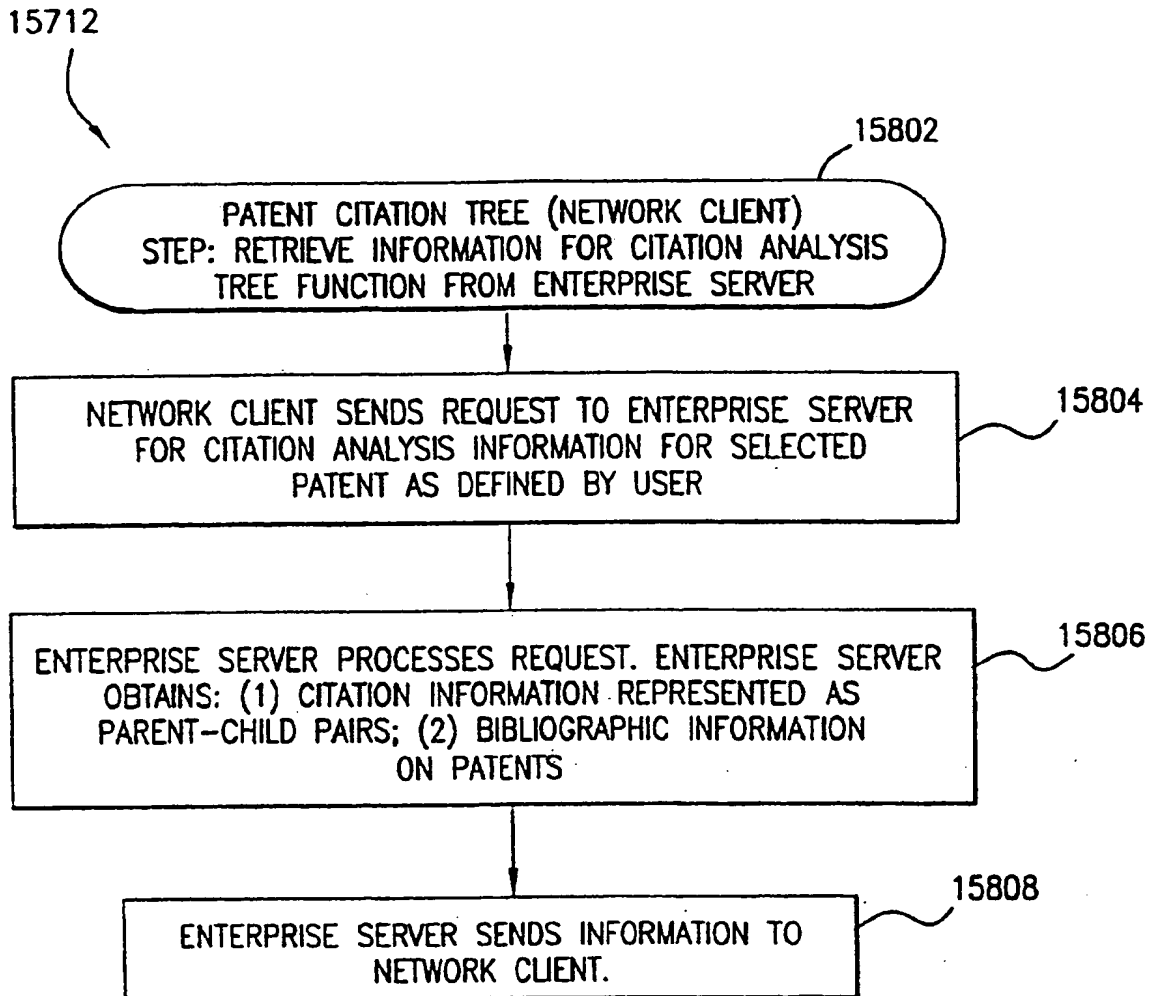 15712
15802
PATENT CITATION TREE (NETWORK CLIENT)
STEP: RETRIEVE INFORMATION FOR CITATION ANALYSIS
TREE FUNCTION FROM ENTERPRISE SERVER
NETWORK CLIENT SENDS REQUEST TO ENTERPRISE SERVER
FOR CITATION ANALYSIS INFORMATION FOR SELECTED
PATENT AS DEFINED BY USER
15804
ENTERPRISE SERVER PROCESSES REQUEST. ENTERPRISE SERVER
OBTAINS: (1) CITATION INFORMATION REPRESENTED AS
PARENT-CHILD PAIRS; (2) BIBLIOGRAPHIC INFORMATION
ON PATENTS
15806
ENTERPRISE SERVER SENDS INFORMATION TO
NETWORK CLIENT.
15808